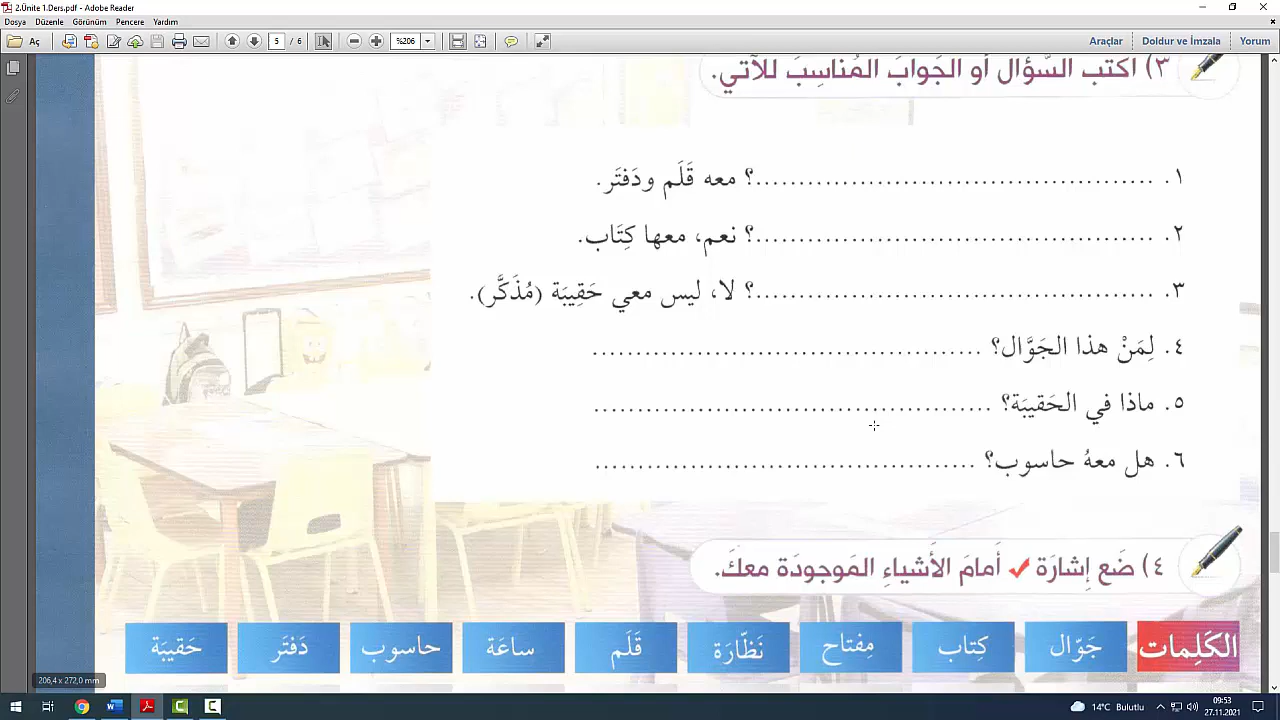 2.Ünite 1.Ders.pdf - Adobe Reader
Dosya Düzenle Görünüm Pencere Yardım
Aç 5 / 6 %206 Araçlar Doldur ve İmzala Yorum
٣) اكتب السُّؤال أو الجَوابَ المُناسِبَ للآتي.
١. ..............................................؟ معه قَلَم ودَفتَر.
٢. ..............................................؟ نعم، معها كِتَاب.
٣. ..............................................؟ لا، ليس معي حَقِيبَة (مُذَكَّر).
٤. لِمَنْ هذا الجَوَّال؟ .............................................
٥. ماذا في الحَقيبَة؟ ..............................................
٦. هل معهُ حاسوب؟ ............................................
٤) ضَع إشارَة ✓ أمامَ الأشياءِ المَوجودَة معكَ.
الكَلِمات جَوّال كِتاب مِفتاح نَظّارَة قَلَم ساعَة حاسوب دَفْتَر حَقيبَة
206,4 x 272,0 mm
14°C Bulutlu 09:53
27.11.2021